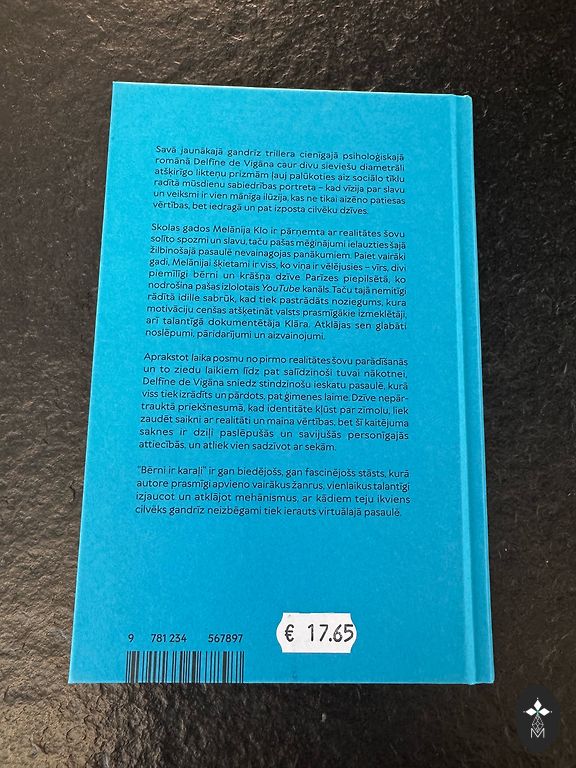 Savā jaunākajā gandrīz trillera cienīgajā psiholoģiskajā
romānā Delfīne de Vigāna caur divu sieviešu diametrāli
atšķirīgo likteņu prizmām ļauj palūkoties aiz sociālo tīklu
radītā mūsdienu sabiedrības portreta – kad vīzija par slavu
un veiksmi ir vien mānīga ilūzija, kas ne tikai aizēno patiesas
vērtības, bet iedragā un pat izposta cilvēku dzīves.
Skolas gados Melānija Klo ir pārņemta ar realitātes šovu
solīto spozmi un slavu, taču pašas mēģinājumi ielauzties šajā
žilbinošajā pasaulē nevainagojas panākumiem. Paiet vairāki
gadi, Melānijai šķietami ir viss, ko viņa ir vēlējusies – vīrs, divi
piemīlīgi bērni un krāšņa dzīve Parīzes piepilsētā, ko
nodrošina pašas izlolotais YouTube kanāls. Taču tajā nemitīgi
rādītā idille sabrūk, kad tiek pastrādāts noziegums, kura
motivāciju cenšas atšķetināt valsts prasmīgākie izmeklētāji,
arī talantīgā dokumentētāja Klāra. Atklājas sen glabāti
noslēpumi, pāridarījumi un aizvainojumi.
Aprakstot laika posmu no pirmo realitātes šovu parādīšanās
un to ziedu laikiem līdz pat salīdzinoši tuvai nākotnei,
Delfīne de Vigāna sniedz stindzinošu ieskatu pasaulē, kurā
viss tiek izrādīts un pārdots, pat ģimenes laime. Dzīve nepār-
trauktā priekšnesumā, kad identitāte kļūst par zīmolu, liek
zaudēt saikni ar realitāti un maina vērtības, bet šī kaitējuma
saknes ir dziļi paslēpušās un savijušās personīgajās
attiecībās, un atliek vien sadzīvot ar sekām.
"Bērni ir karaļi" ir gan biedējošs, gan fascinējošs stāsts, kurā
autore prasmīgi apvieno vairākus žanrus, vienlaikus talantīgi
izjaucot un atklājot mehānismus, ar kādiem teju ikviens
cilvēks gandrīz neizbēgami tiek ierauts virtuālajā pasaulē.
9 781234 567897
€ 17.65
M